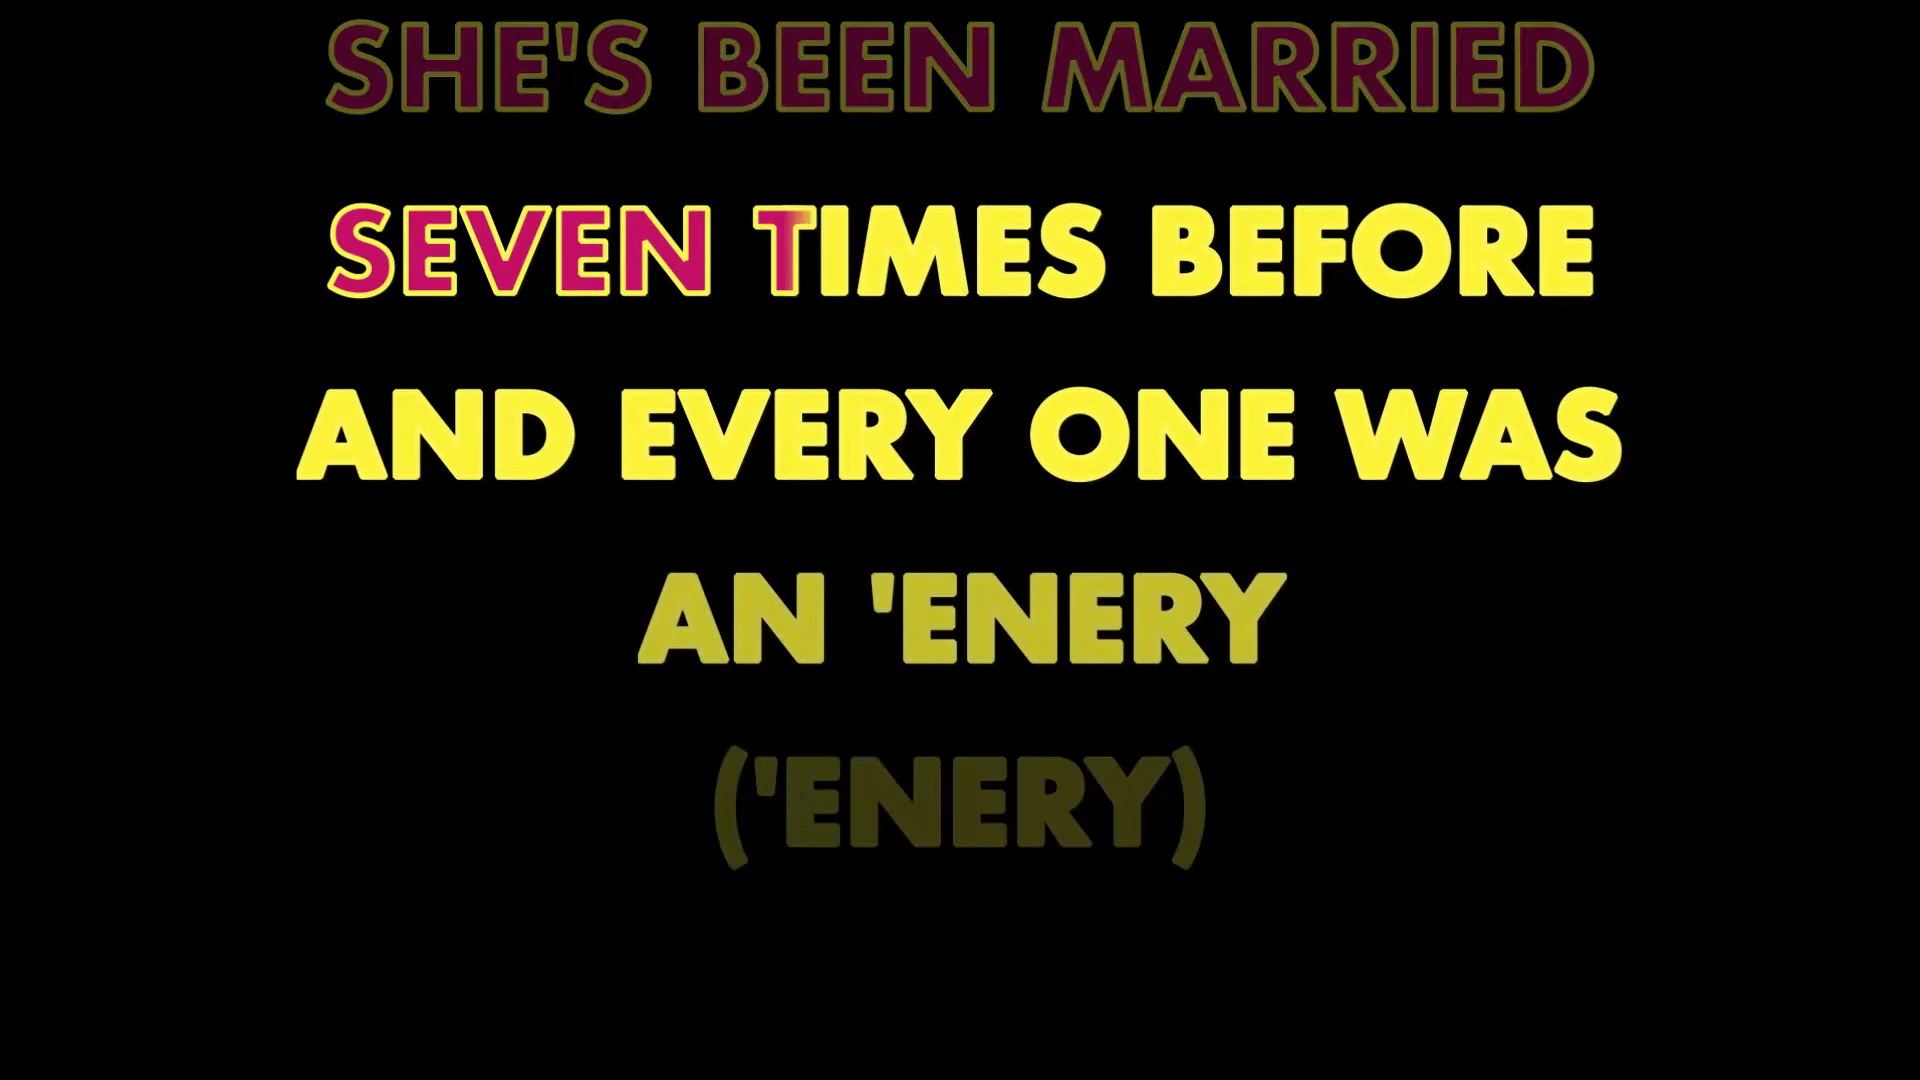 SHE'S BEEN MARRIED
SEVEN TIMES BEFORE
AND EVERY ONE WAS
AN 'ENERY
('ENERY)